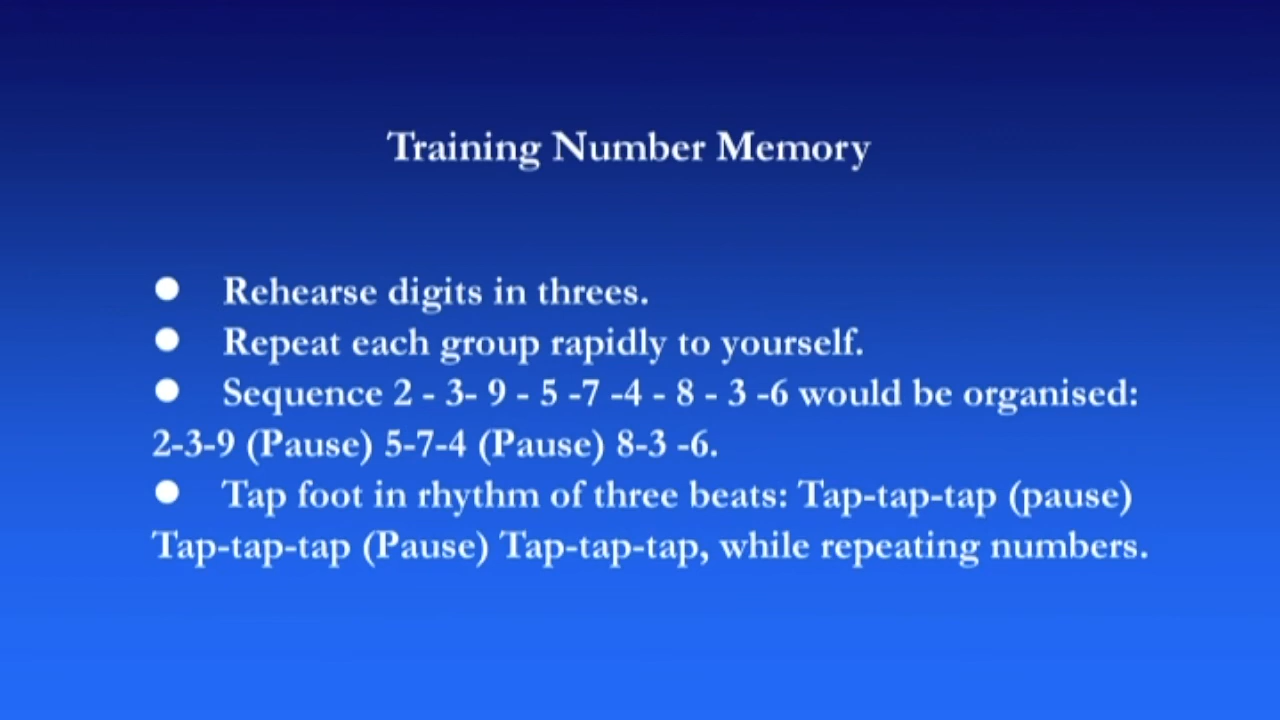 Training Number Memory
● Rehearse digits in threes.
● Repeat each group rapidly to yourself.
● Sequence 2 - 3- 9 - 5 -7 -4 - 8 - 3 -6 would be organised:
2-3-9 (Pause) 5-7-4 (Pause) 8-3 -6.
● Tap foot in rhythm of three beats: Tap-tap-tap (pause)
Tap-tap-tap (Pause) Tap-tap-tap, while repeating numbers.